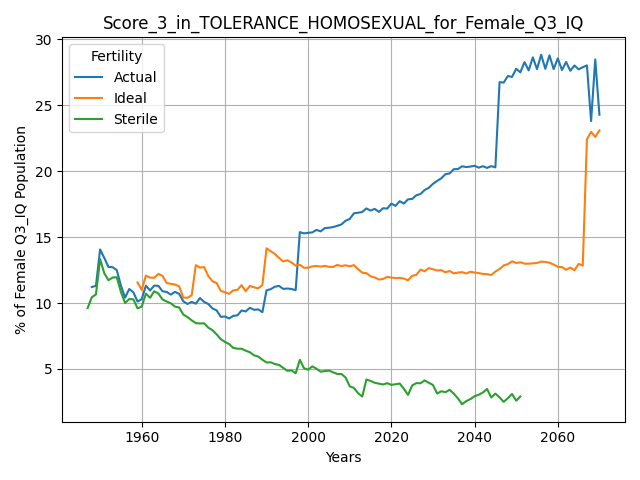 Score_3_in_TOLERANCE_HOMOSEXUAL_for_Female_Q3_IQ
Fertility
Actual
Ideal
Sterile
% of Female Q3_IQ Population
30
25
20
15
10
5
1960 1980 2000 2020 2040 2060
Years